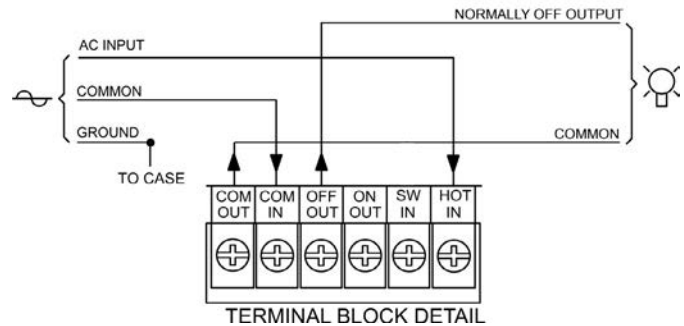 NORMALLY OFF OUTPUT
AC INPUT
COMMON
GROUND
COMMON
TO CASE
COM OUT
COM IN
OFF OUT
ON OUT
SW IN
HOT IN
TERMINAL BLOCK DETAIL